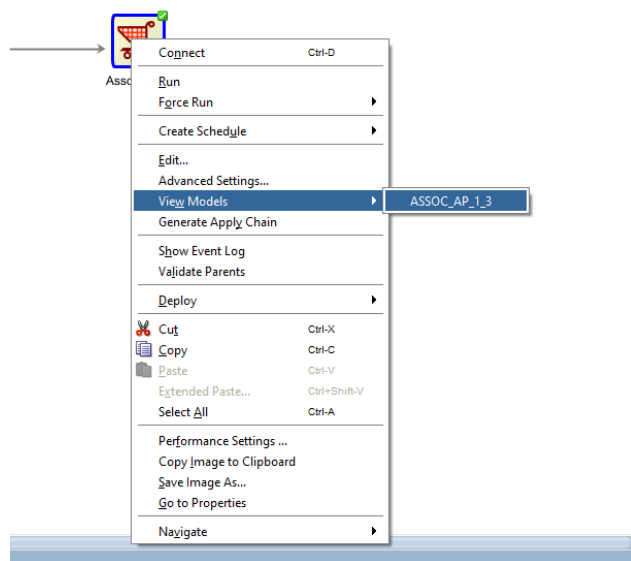 Asso
Connect Ctrl-D
Run
Force Run
Create Schedule
Edit...
Advanced Settings...
View Models ASSOC_AP_1_3
Generate Apply Chain
Show Event Log
Validate Parents
Deploy
Cut Ctrl-X
Copy Ctrl-C
Paste Ctrl-V
Extended Paste... Ctrl+Shift-V
Select All Ctrl-A
Performance Settings ...
Copy Image to Clipboard
Save Image As...
Go to Properties
Navigate